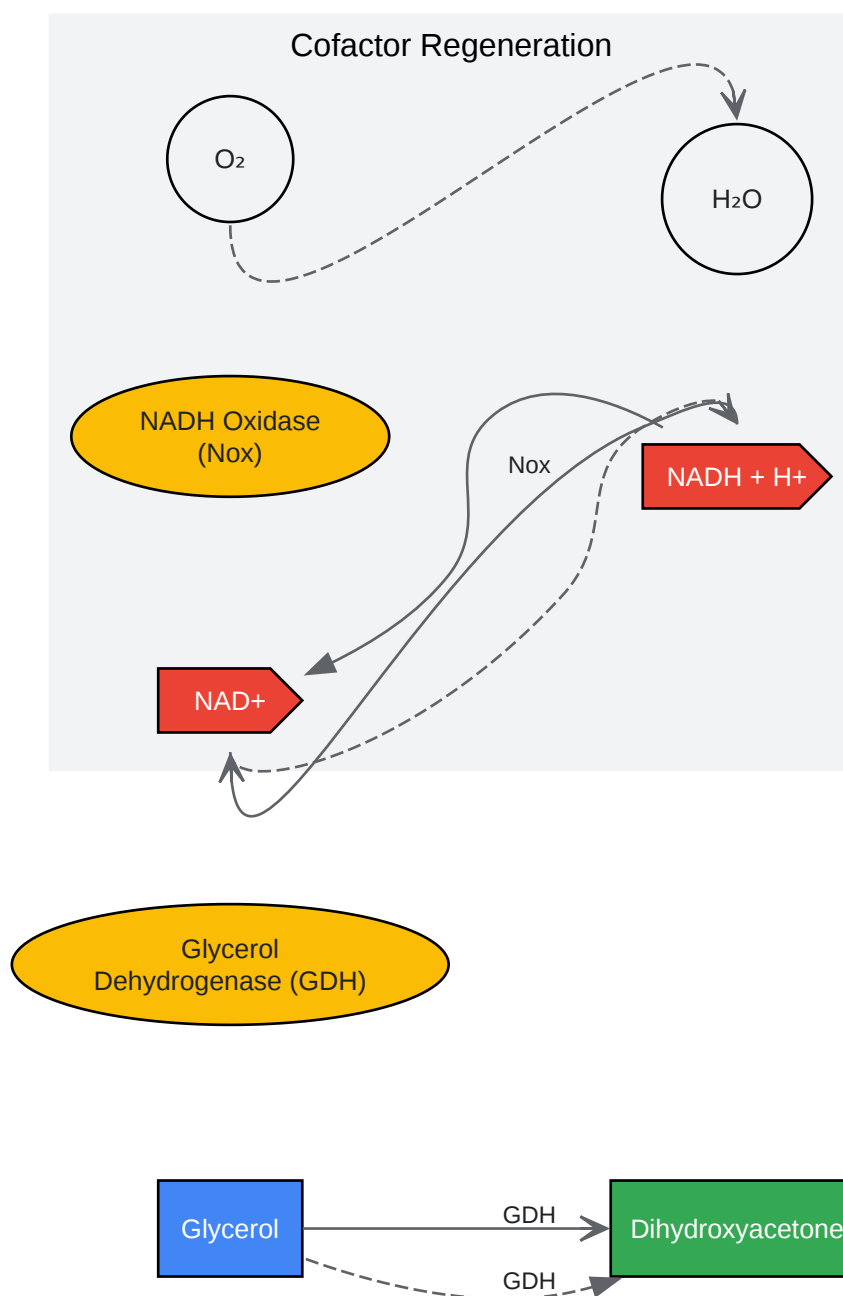 Cofactor Regeneration
O₂
H₂O
NADH Oxidase
(Nox)
Nox
NADH + H+
NAD+
Glycerol
Dehydrogenase (GDH)
Glycerol
GDH
Dihydroxyacetone
GDH